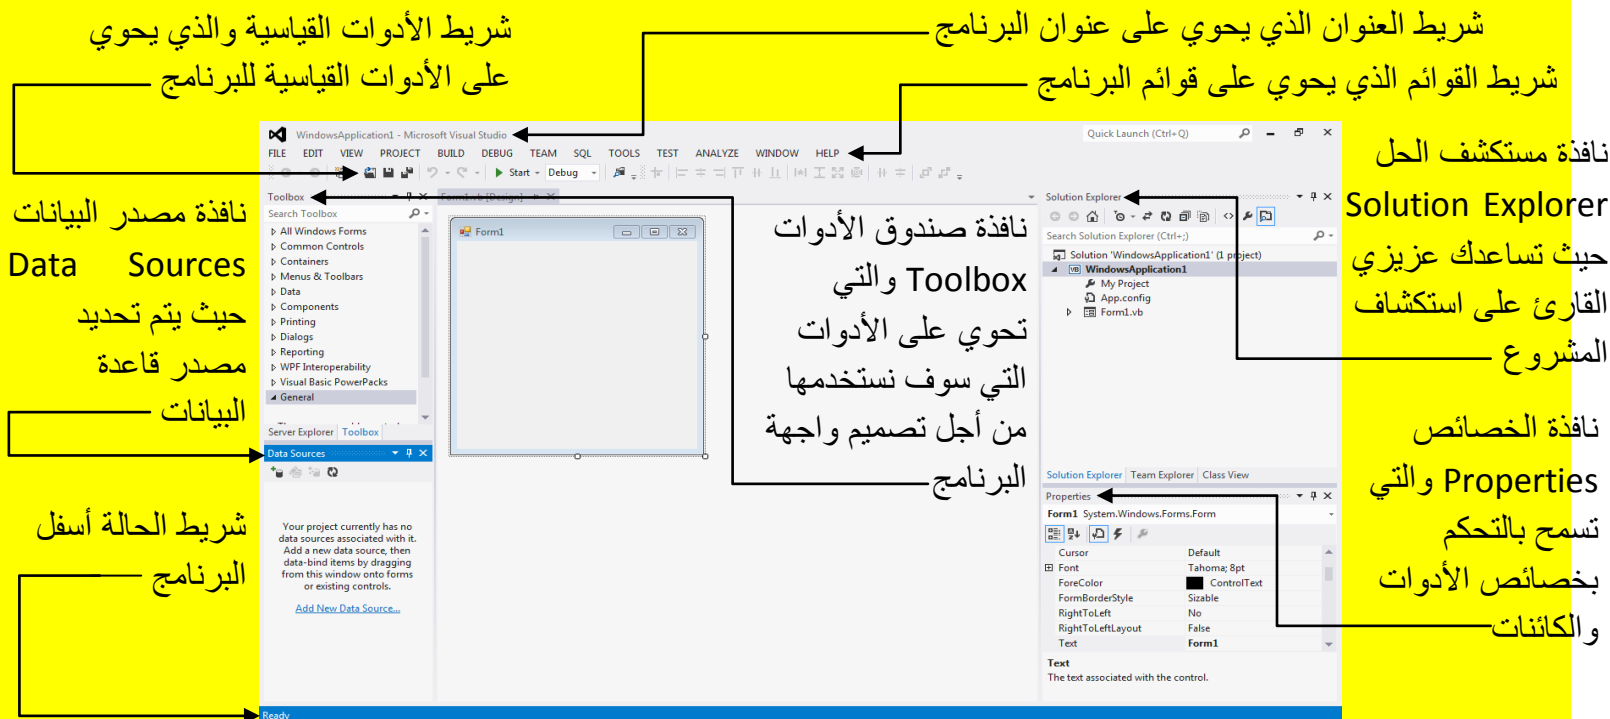 شريط العنوان الذي يحوي على عنوان البرنامج
شريط القوائم الذي يحوي على قوائم البرنامج
شريط الأدوات القياسية والذي يحوي
على الأدوات القياسية للبرنامج
WindowsApplication1 - Microsoft Visual Studio
Quick Launch (Ctrl+Q)
FILE EDIT VIEW PROJECT BUILD DEBUG TEAM SQL TOOLS TEST ANALYZE WINDOW HELP
Start Debug
Toolbox
Form1.vb [Design]
Search Toolbox
All Windows Forms
Common Controls
Containers
Menus & Toolbars
Data
Components
Printing
Dialogs
Reporting
WPF Interoperability
Visual Basic PowerPacks
General
Server Explorer Toolbox
Data Sources
Your project currently has no
data sources associated with it.
Add a new data source, then
data-bind items by dragging
from this window onto forms
or existing controls.
Add New Data Source...
Ready
Form1
نافذة صندوق الأدوات
Toolbox والتي
تحوي على الأدوات
التي سوف نستخدمها
من أجل تصميم واجهة
البرنامج
Solution Explorer
Search Solution Explorer (Ctrl+;)
Solution 'WindowsApplication1' (1 project)
WindowsApplication1
My Project
App.config
Form1.vb
Solution Explorer Team Explorer Class View
Properties
Form1 System.Windows.Forms.Form
Cursor Default
Font Tahoma; 8pt
ForeColor ControlText
FormBorderStyle Sizable
RightToLeft No
RightToLeftLayout False
Text Form1
Text
The text associated with the control.
نافذة مستكشف الحل
Solution Explorer
حيث تساعدك عزيزي
القارئ على استكشاف
المشروع
نافذة الخصائص
Properties والتي
تسمح بالتحكم
بخصائص الأدوات
والكائنات
نافذة مصدر البيانات
Data Sources
حيث يتم تحديد
مصدر قاعدة
البيانات
شريط الحالة أسفل
البرنامج